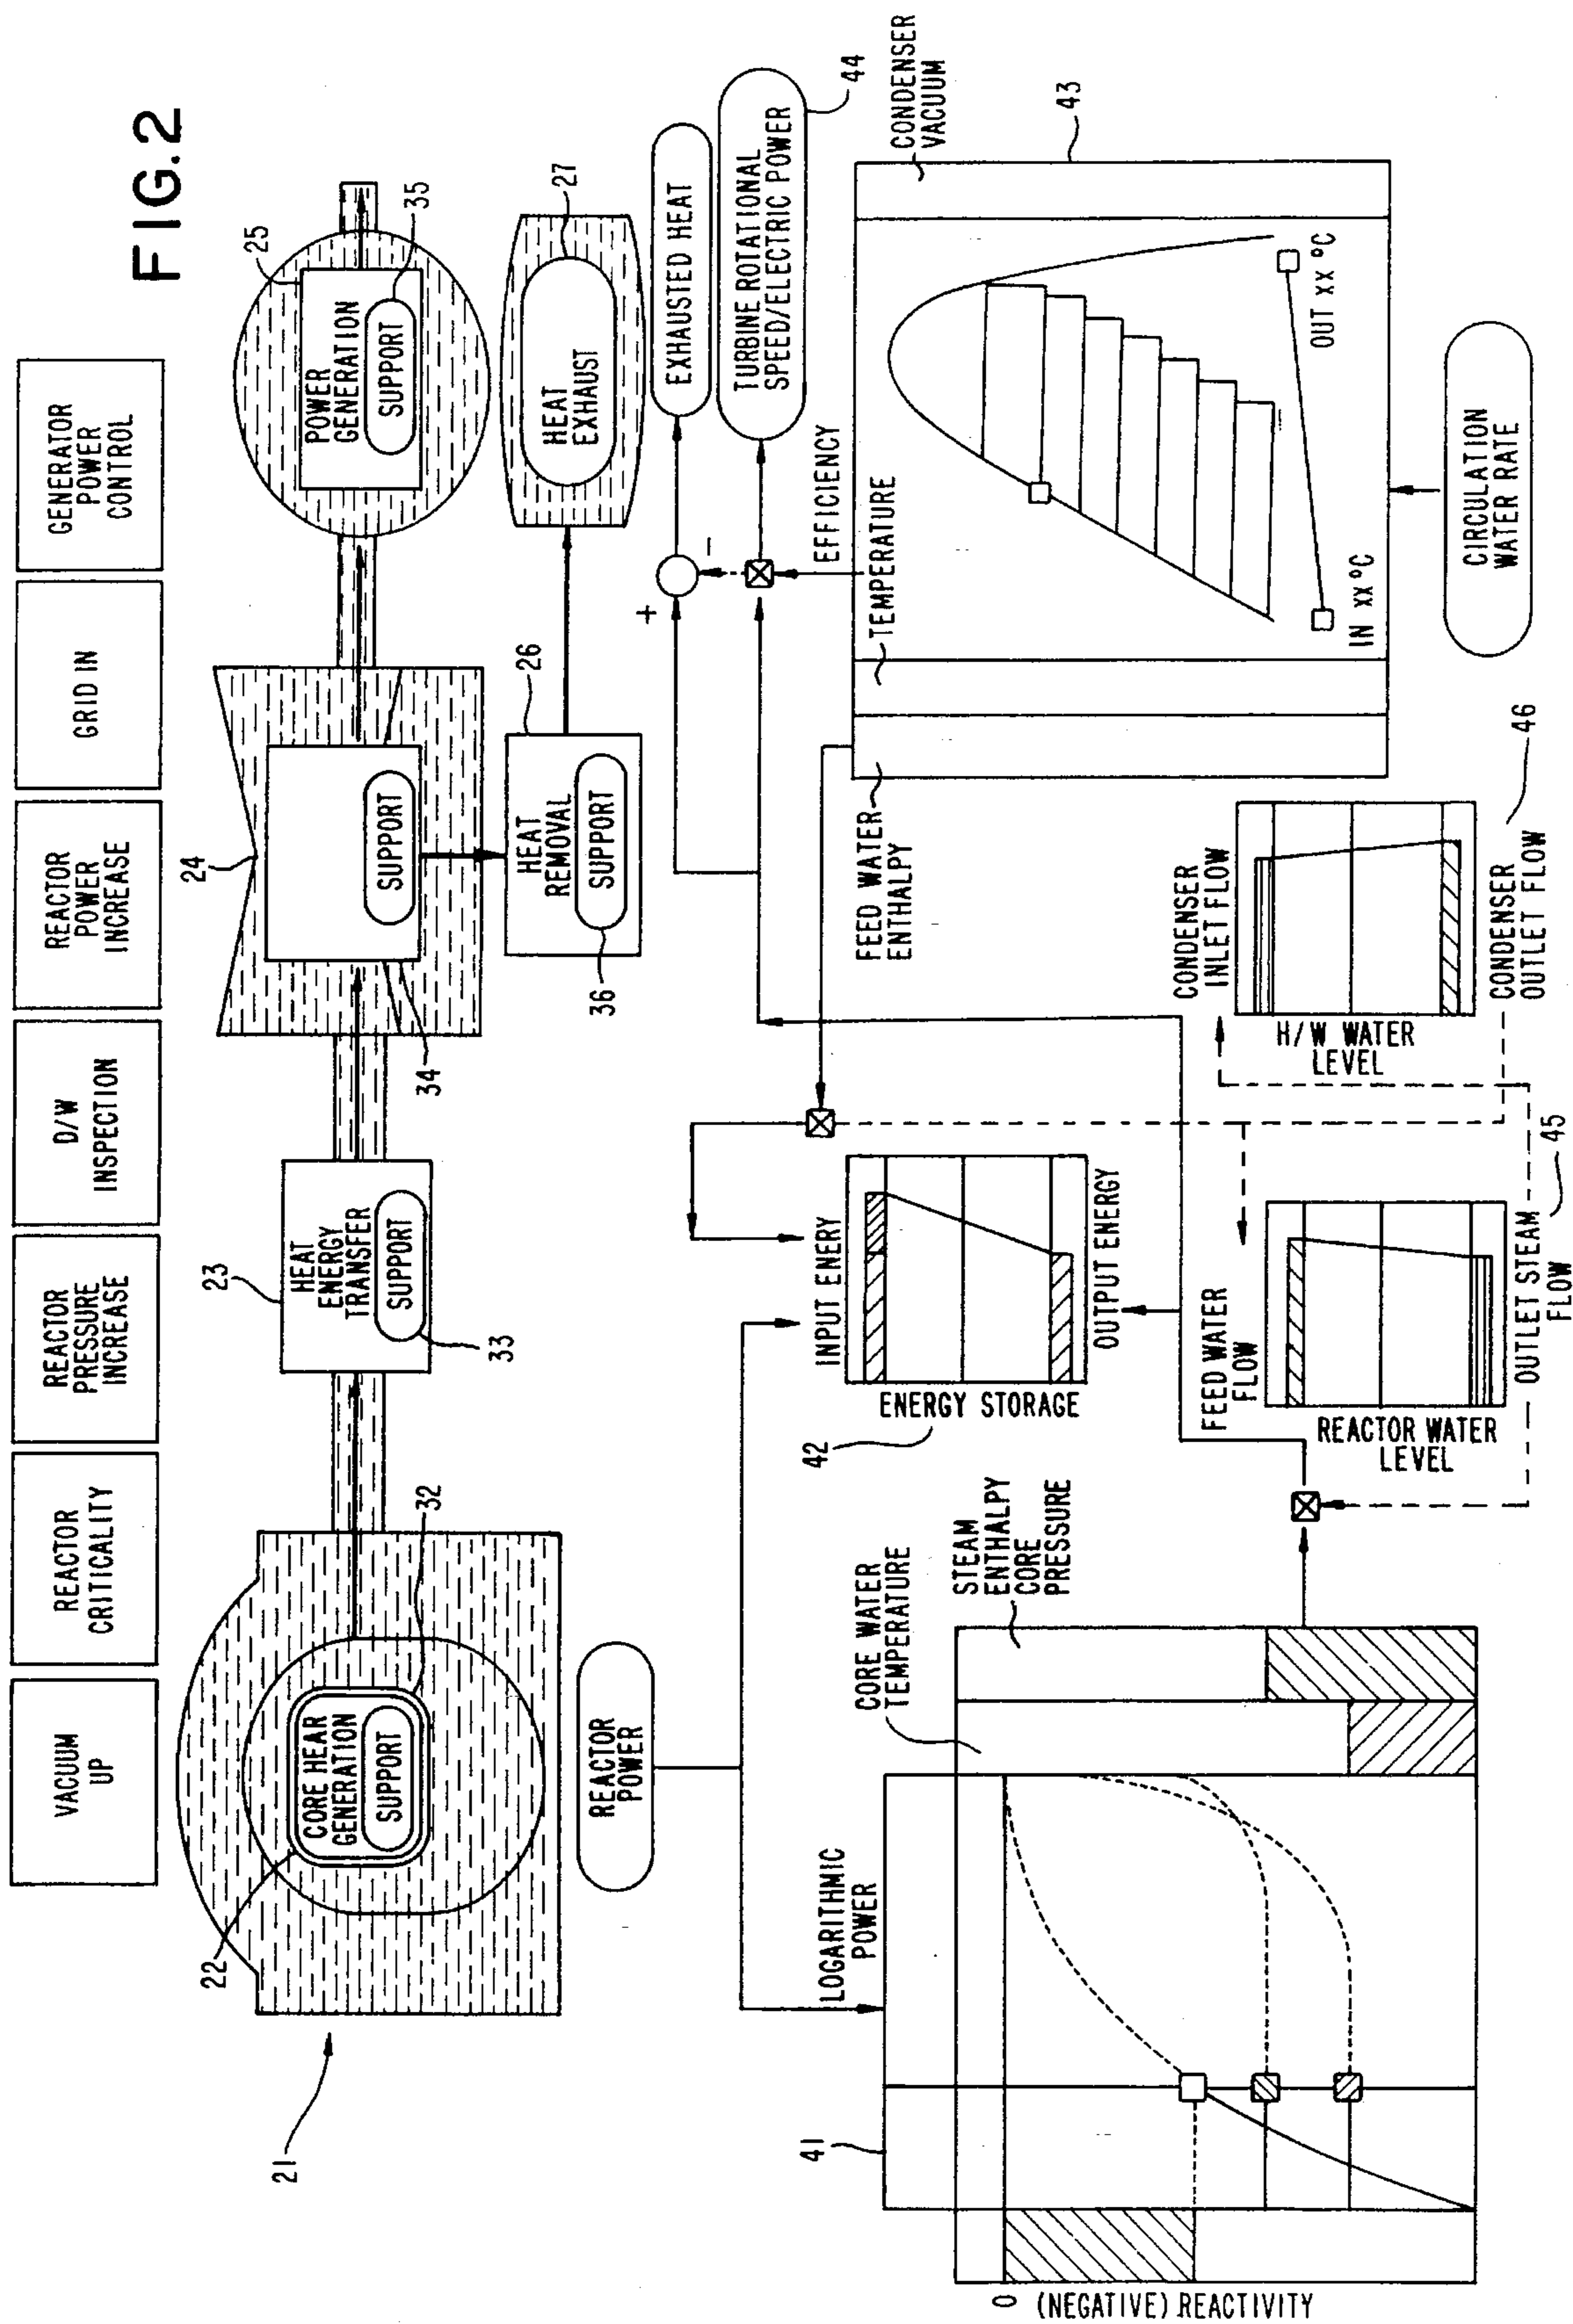 FIG.2
VACUUM
UP
REACTOR
CRITICALITY
REACTOR
PRESSURE
INCREASE
D/W
INSPECTION
REACTOR
POWER
INCREASE
GRID IN
GENERATOR
POWER
CONTROL
21
22
CORE HEAR
GENERATION
SUPPORT
32
23
HEAT
ENERGY
TRANSFER
SUPPORT
33
24
SUPPORT
34
25
POWER
GENERATION
SUPPORT
35
26
HEAT
REMOVAL
SUPPORT
36
27
HEAT
EXHAUST
REACTOR
POWER
EXHAUSTED HEAT
TURBINE ROTATIONAL
SPEED/ELECTRIC POWER
44
+
-
EFFICIENCY
LOGARITHMIC
POWER
41
CORE WATER
TEMPERATURE
STEAM
ENTHALPY
CORE
PRESSURE
0
(NEGATIVE) REACTIVITY
INPUT ENERY
OUTPUT ENERGY
ENERGY STORAGE
42
FEED WATER
FLOW
REACTOR WATER
LEVEL
OUTLET STEAM
FLOW
45
CONDENSER
INLET FLOW
H/W WATER
LEVEL
CONDENSER
OUTLET FLOW
46
FEED WATER
ENTHALPY
TEMPERATURE
CONDENSER
VACUUM
43
IN XX °C
OUT XX °C
CIRCULATION
WATER RATE